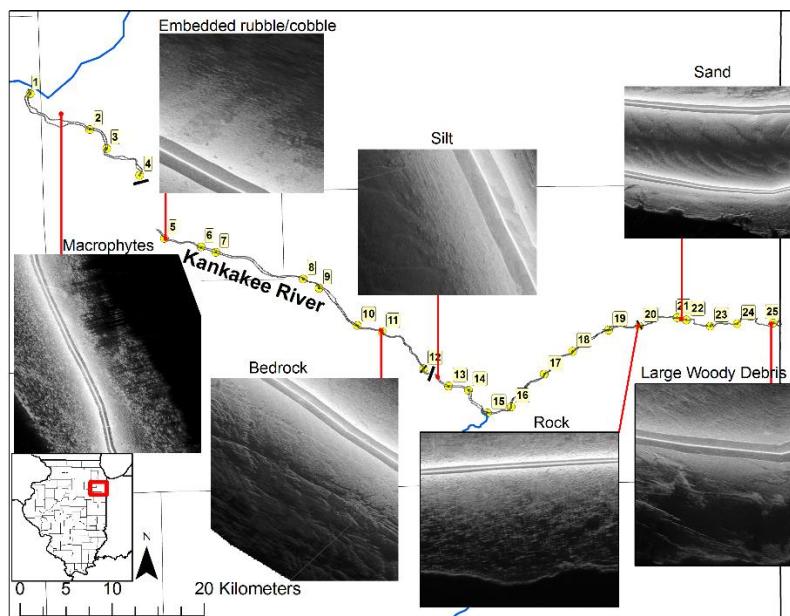 Embedded rubble/cobble
Sand
Silt
1
2
3
4
5
6
7
Macrophytes
Kankakee River
8
9
10
11
12
13
14
15
16
17
18
19
20
21
22
23
24
25
Bedrock
Rock
Large Woody Debris
N
0 5 10 20 Kilometers